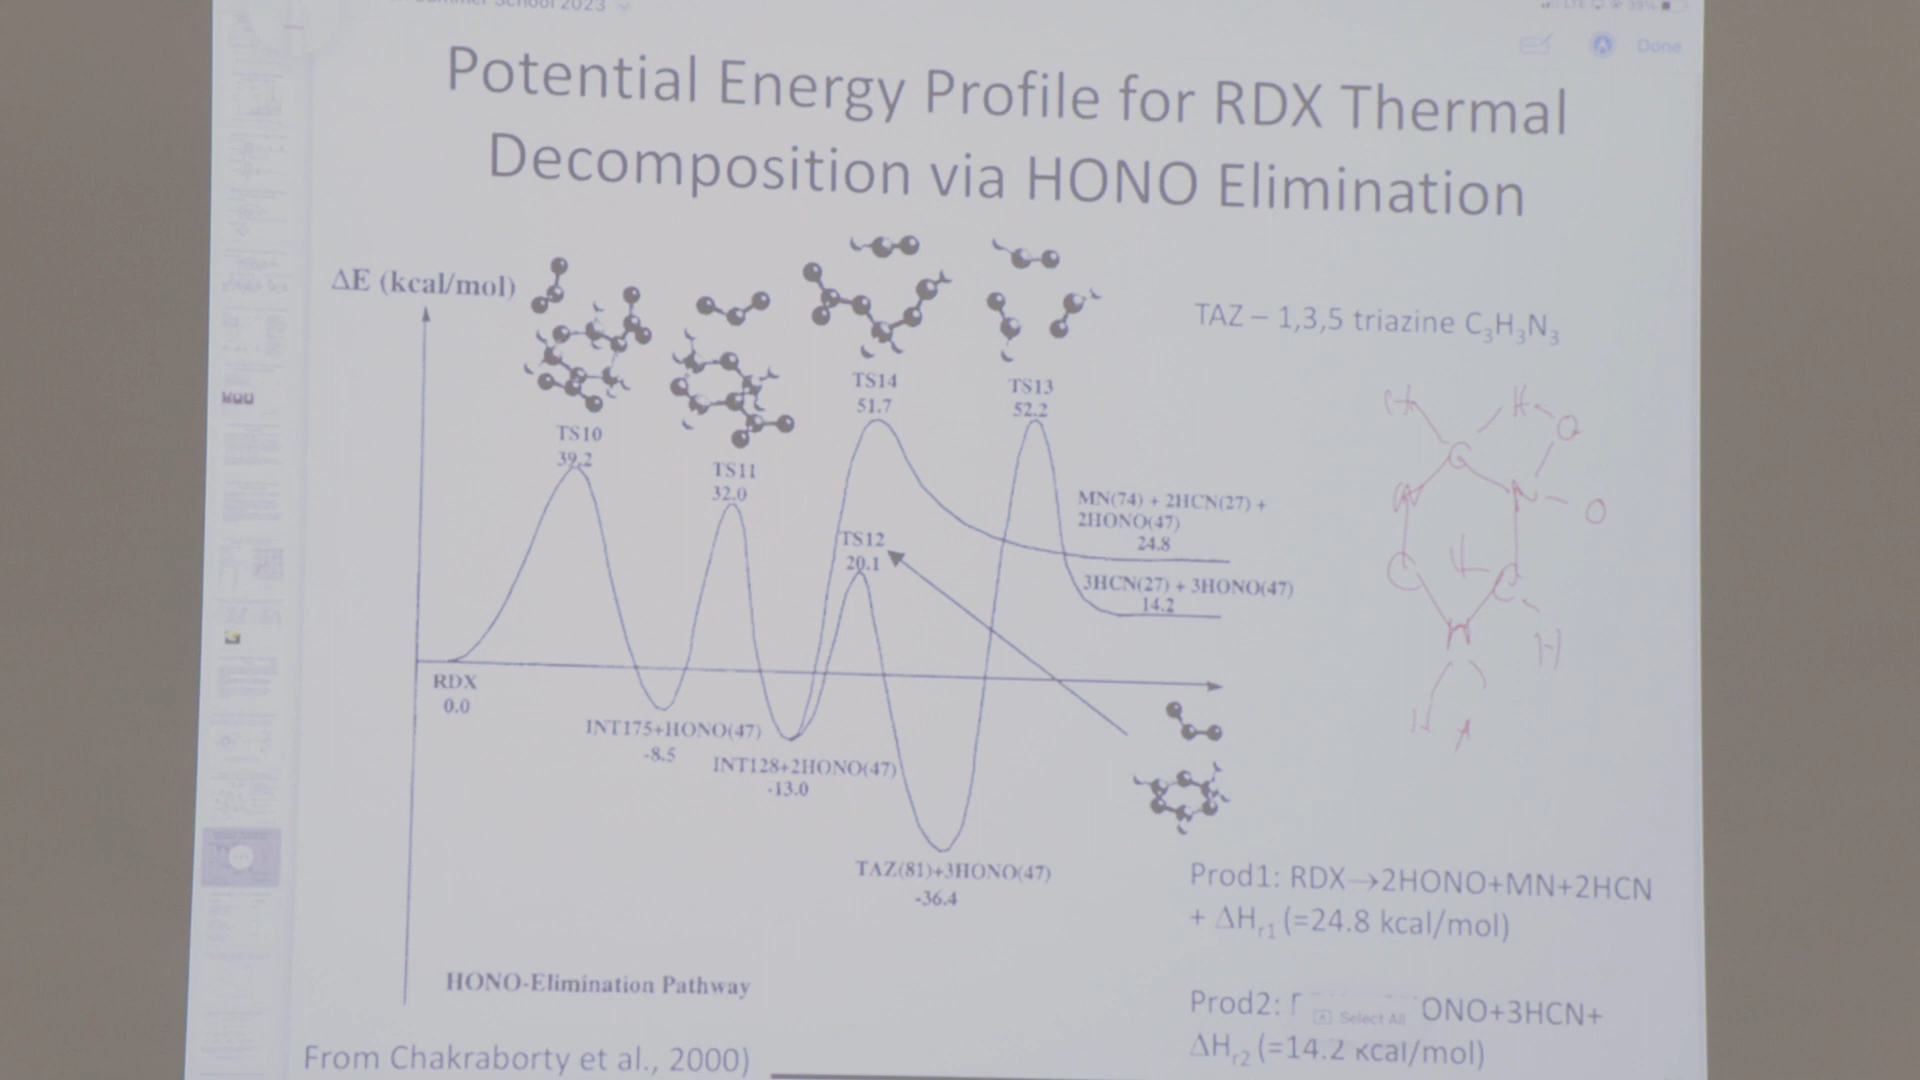 Summer School 2023
LTE 39%
Done
Potential Energy Profile for RDX Thermal
Decomposition via HONO Elimination
ΔE (kcal/mol)
TS10
39.2
TS11
32.0
TS14
51.7
TS13
52.2
TS12
20.1
MN(74) + 2HCN(27) +
2HONO(47)
24.8
3HCN(27) + 3HONO(47)
14.2
RDX
0.0
INT175+HONO(47)
-8.5
INT128+2HONO(47)
-13.0
TAZ(81)+3HONO(47)
-36.4
HONO-Elimination Pathway
From Chakraborty et al., 2000)
TAZ – 1,3,5 triazine C₃H₃N₃
H
O
C
N
O
C
C
N
H
H
Prod1: RDX→2HONO+MN+2HCN
+ ΔHr1 (=24.8 kcal/mol)
Prod2: ONO+3HCN+
Select All
ΔHr2 (=14.2 kcal/mol)